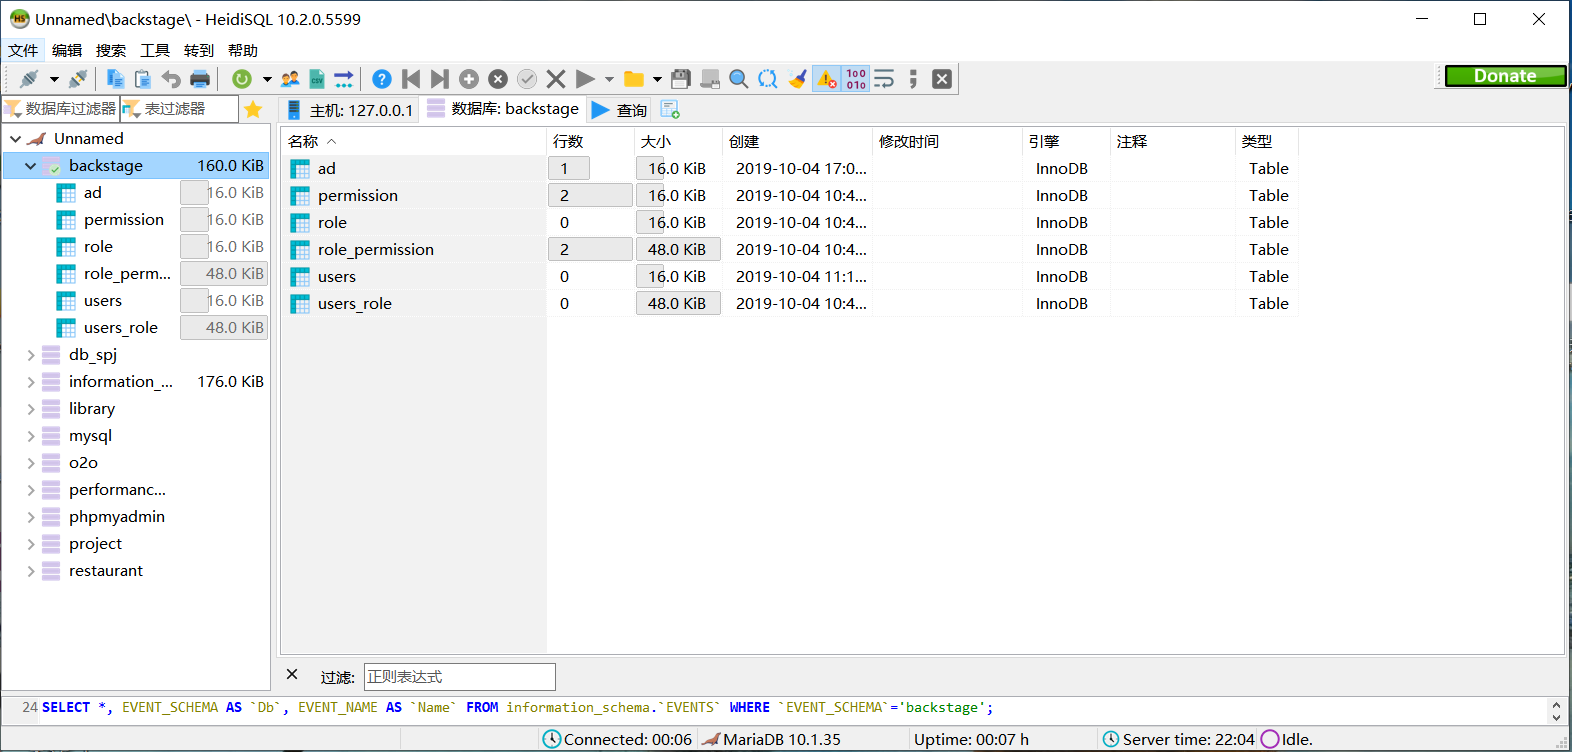 Unnamed\backstage\ - HeidiSQL 10.2.0.5599
文件 编辑 搜索 工具 转到 帮助
Donate
数据库过滤器 表过滤器
主机: 127.0.0.1 数据库: backstage 查询
Unnamed
backstage 160.0 KiB
ad 16.0 KiB
permission 16.0 KiB
role 16.0 KiB
role_perm... 48.0 KiB
users 16.0 KiB
users_role 48.0 KiB
db_spj
information_... 176.0 KiB
library
mysql
o2o
performanc...
phpmyadmin
project
restaurant
名称 行数 大小 创建 修改时间 引擎 注释 类型
ad 1 16.0 KiB 2019-10-04 17:0... InnoDB Table
permission 2 16.0 KiB 2019-10-04 10:4... InnoDB Table
role 0 16.0 KiB 2019-10-04 10:4... InnoDB Table
role_permission 2 48.0 KiB 2019-10-04 10:4... InnoDB Table
users 0 16.0 KiB 2019-10-04 11:1... InnoDB Table
users_role 0 48.0 KiB 2019-10-04 10:4... InnoDB Table
过滤: 正则表达式
24 SELECT *, EVENT_SCHEMA AS `Db`, EVENT_NAME AS `Name` FROM information_schema.`EVENTS` WHERE `EVENT_SCHEMA`='backstage';
Connected: 00:06 MariaDB 10.1.35 Uptime: 00:07 h Server time: 22:04 Idle.